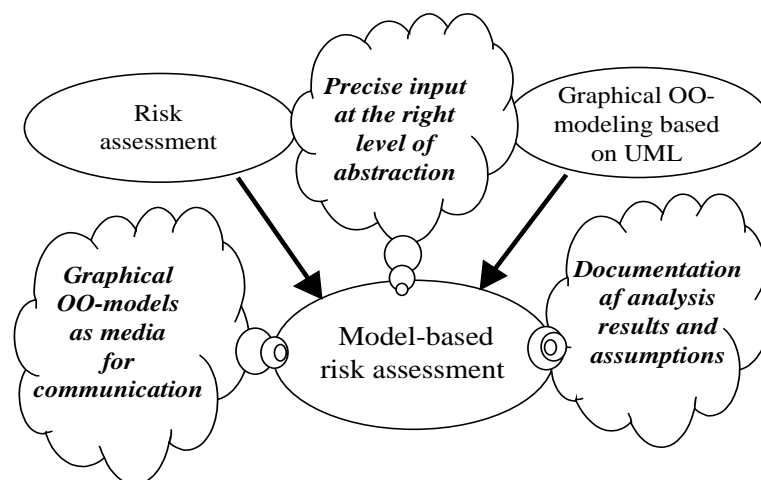 Risk
assessment
Precise input
at the right
level of
abstraction
Graphical OO-
modeling based
on UML
Graphical
OO-models
as media
for
communication
Model-based
risk assessment
Documentation
af analysis
results and
assumptions